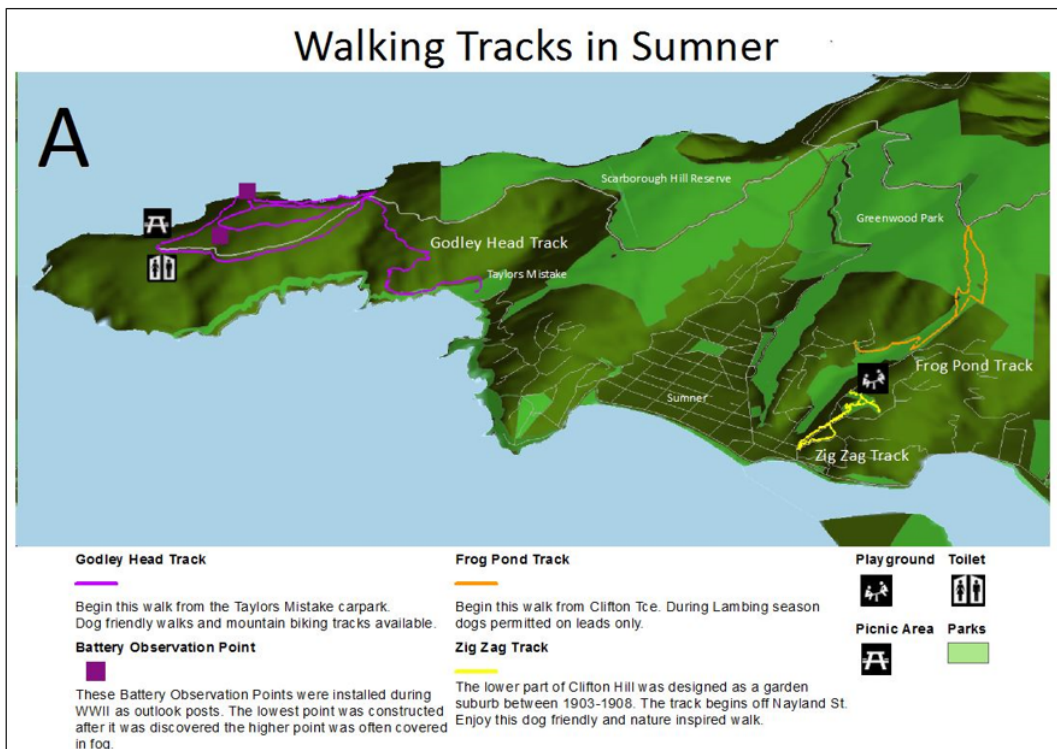 Walking Tracks in Sumner
A
Scarborough Hill Reserve
Greenwood Park
Godley Head Track
Taylors Mistake
Frog Pond Track
Sumner
Zig Zag Track
Godley Head Track
Begin this walk from the Taylors Mistake carpark.
Dog friendly walks and mountain biking tracks available.
Battery Observation Point
These Battery Observation Points were installed during
WWII as outlook posts. The lowest point was constructed
after it was discovered the higher point was often covered
in fog.
Frog Pond Track
Begin this walk from Clifton Tce. During Lambing season
dogs permitted on leads only.
Zig Zag Track
The lower part of Clifton Hill was designed as a garden
suburb between 1903-1908. The track begins off Nayland St.
Enjoy this dog friendly and nature inspired walk.
Playground Toilet
Picnic Area Parks